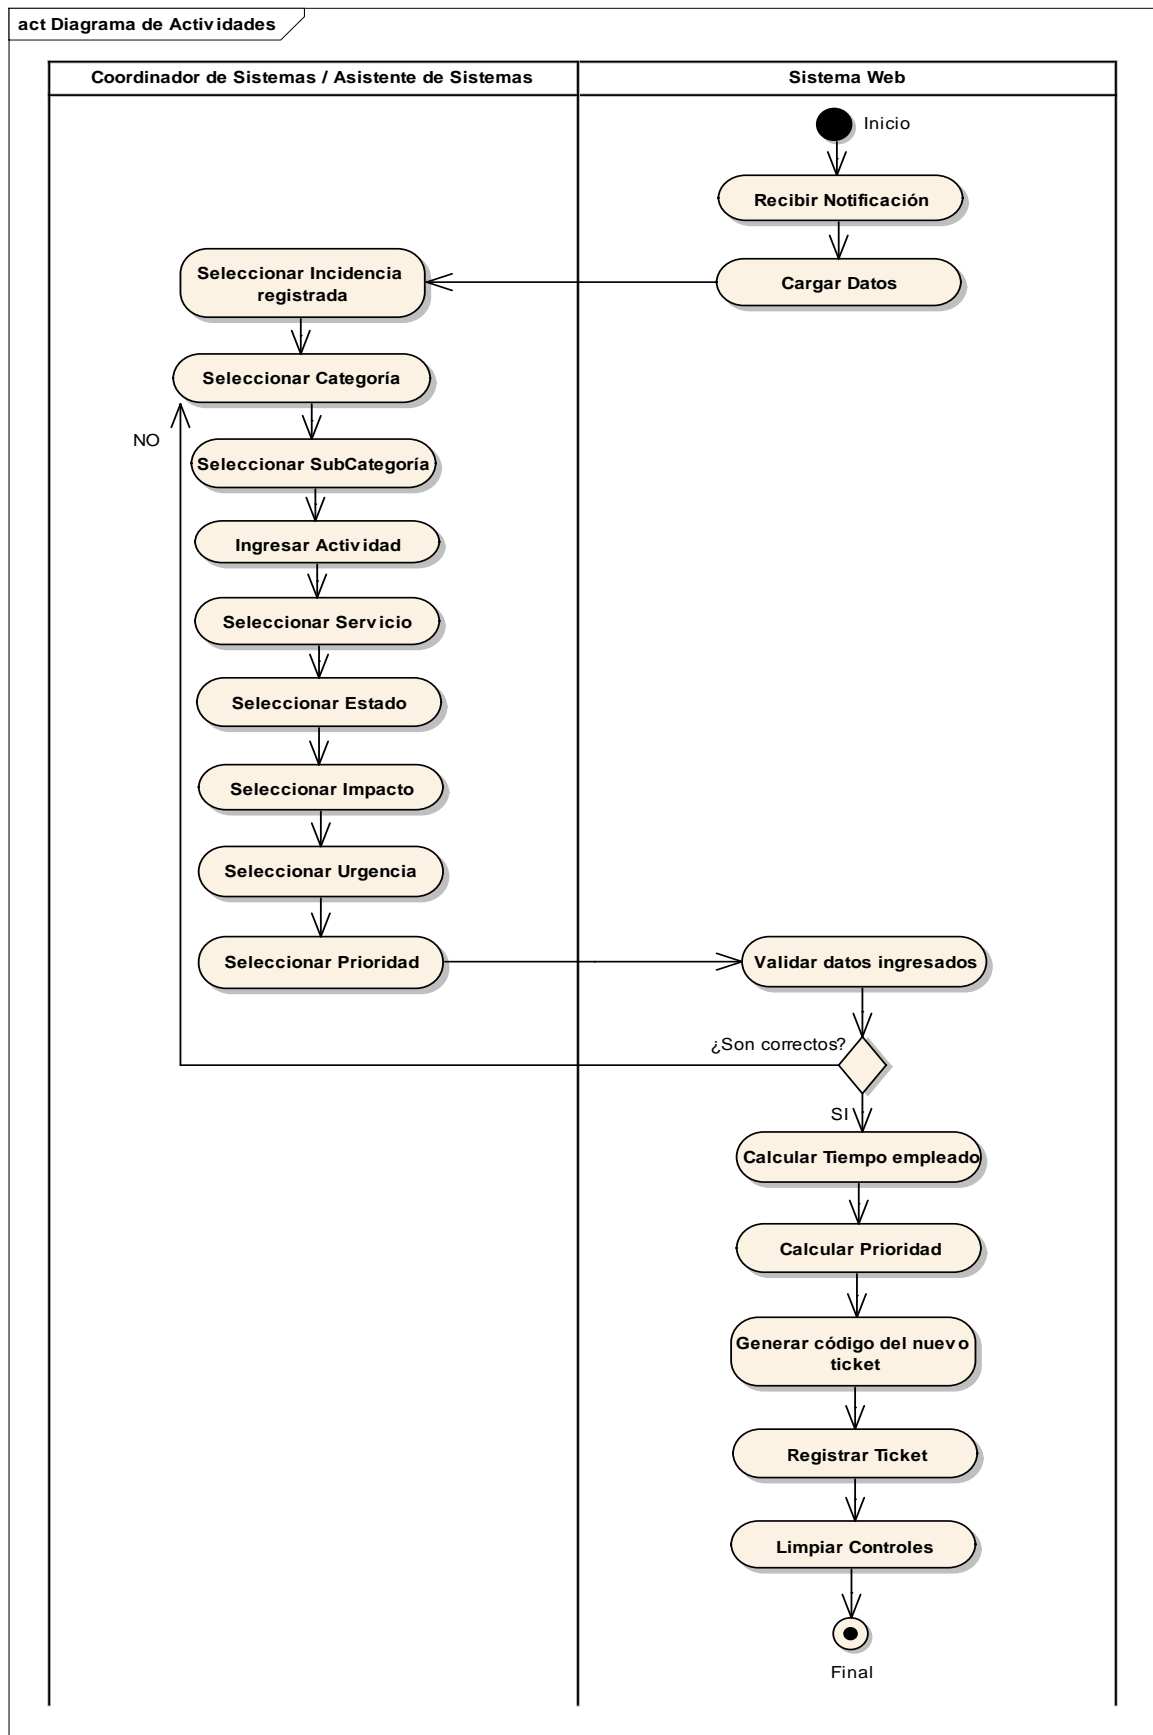 act Diagrama de Actividades
Coordinador de Sistemas / Asistente de Sistemas
Sistema Web
Inicio
Recibir Notificación
Cargar Datos
Seleccionar Incidencia
registrada
Seleccionar Categoría
NO
Seleccionar SubCategoría
Ingresar Actividad
Seleccionar Servicio
Seleccionar Estado
Seleccionar Impacto
Seleccionar Urgencia
Seleccionar Prioridad
Validar datos ingresados
¿Son correctos?
SI
Calcular Tiempo empleado
Calcular Prioridad
Generar código del nuevo
ticket
Registrar Ticket
Limpiar Controles
Final